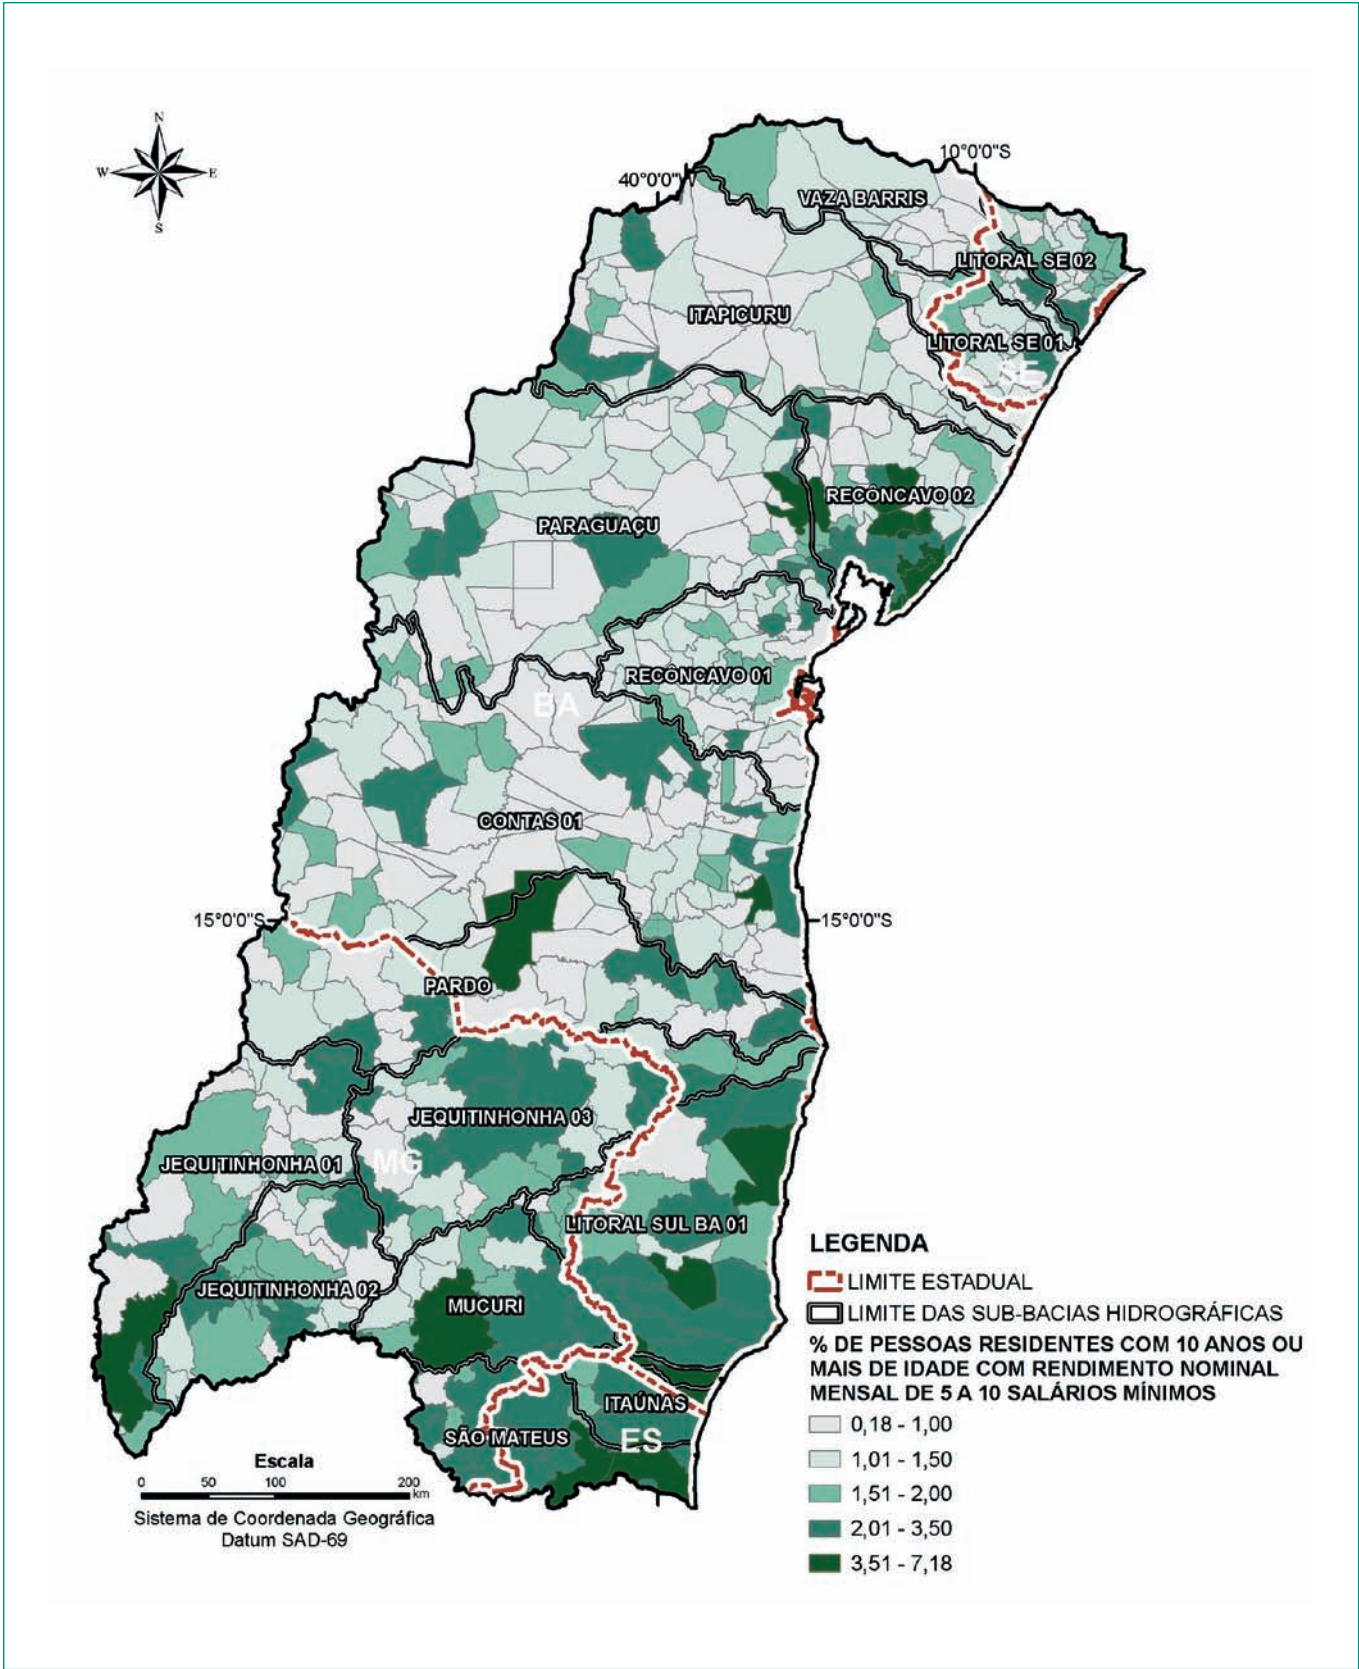 N
W E
S
10°0'0"S
40°0'0"W
VAZA BARRIS
LITORAL SE 02
ITAPICURU
LITORAL SE 01
SE
RECÔNCAVO 02
PARAGUAÇU
RECÔNCAVO 01
BA
CONTAS 01
15°0'0"S
15°0'0"S
PARDO
JEQUITINHONHA 03
MG
JEQUITINHONHA 01
LITORAL SUL BA 01
JEQUITINHONHA 02
MUCURI
ITAÚNAS
SÃO MATEUS
ES
LEGENDA
LIMITE ESTADUAL
LIMITE DAS SUB-BACIAS HIDROGRÁFICAS
% DE PESSOAS RESIDENTES COM 10 ANOS OU
MAIS DE IDADE COM RENDIMENTO NOMINAL
MENSAL DE 5 A 10 SALÁRIOS MÍNIMOS
0,18 - 1,00
1,01 - 1,50
1,51 - 2,00
2,01 - 3,50
3,51 - 7,18
Escala
0 50 100 200
km
Sistema de Coordenada Geográfica
Datum SAD-69